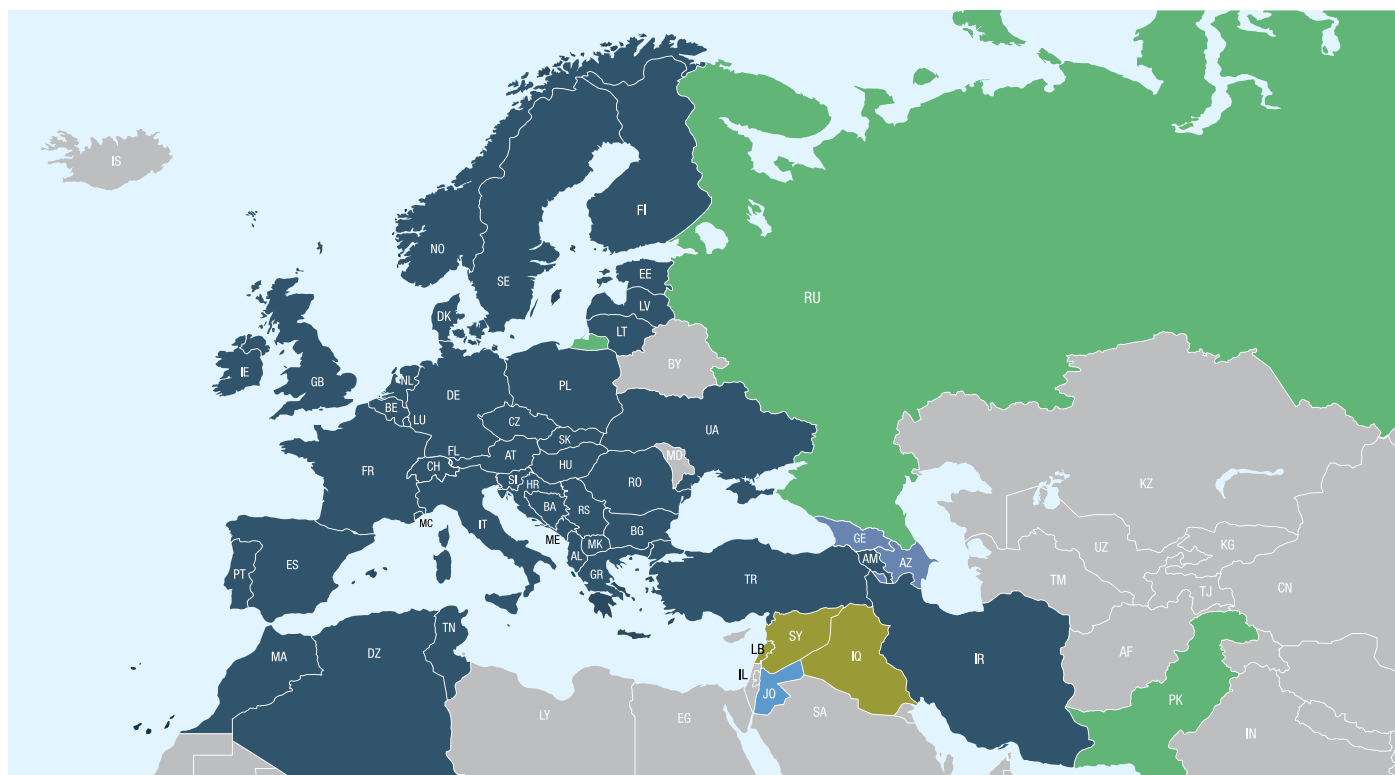 IS
FI
NO
SE
EE
RU
LV
DK
LT
IE
NL
GB
PL
BY
DE
BE
LU
CZ
UA
SK
FL
AT
MD
FR
CH
HU
SI
HR
RO
KZ
BA
RS
MC
IT
BG
ME
GE
MK
UZ
KG
AL
AM
AZ
ES
PT
GR
TR
TM
TJ
CN
TN
SY
MA
DZ
LB
IQ
AF
IR
IL
JO
PK
LY
EG
SA
IN